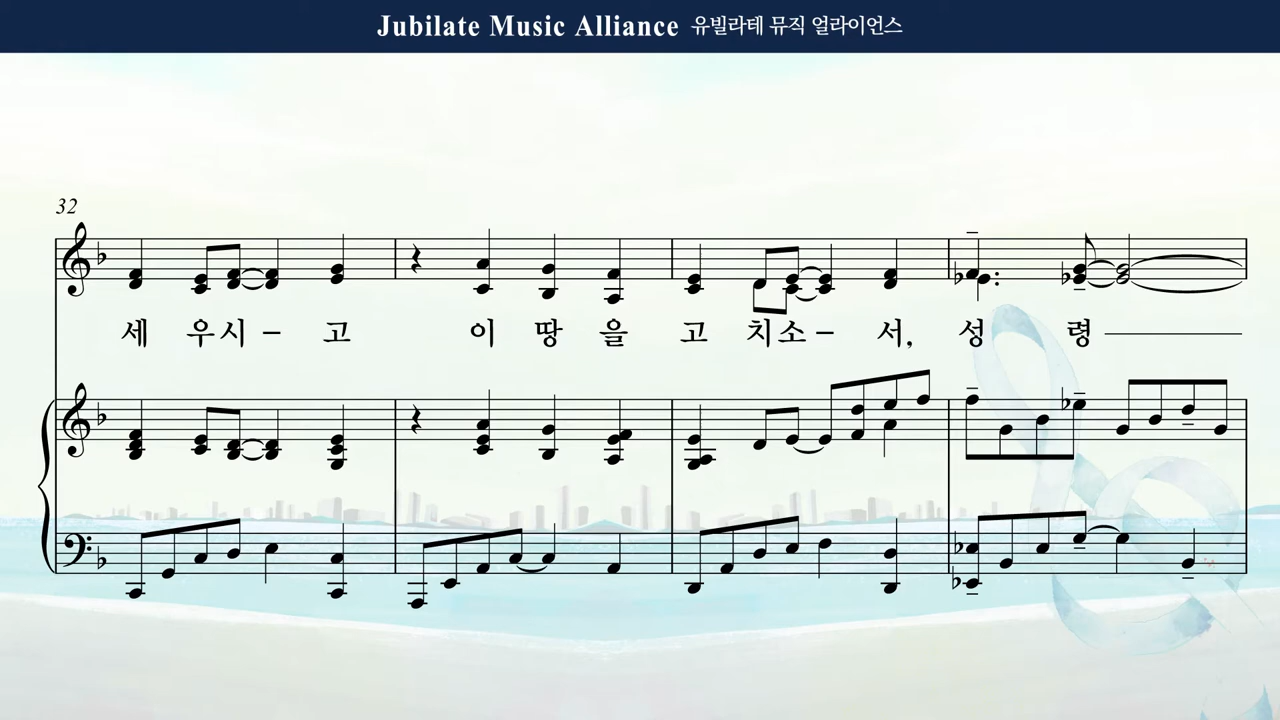 Jubilate Music Alliance 유빌라테 뮤직 얼라이언스
32
세 우시 – 고 이 땅 을 고 치소 – 서, 성 령